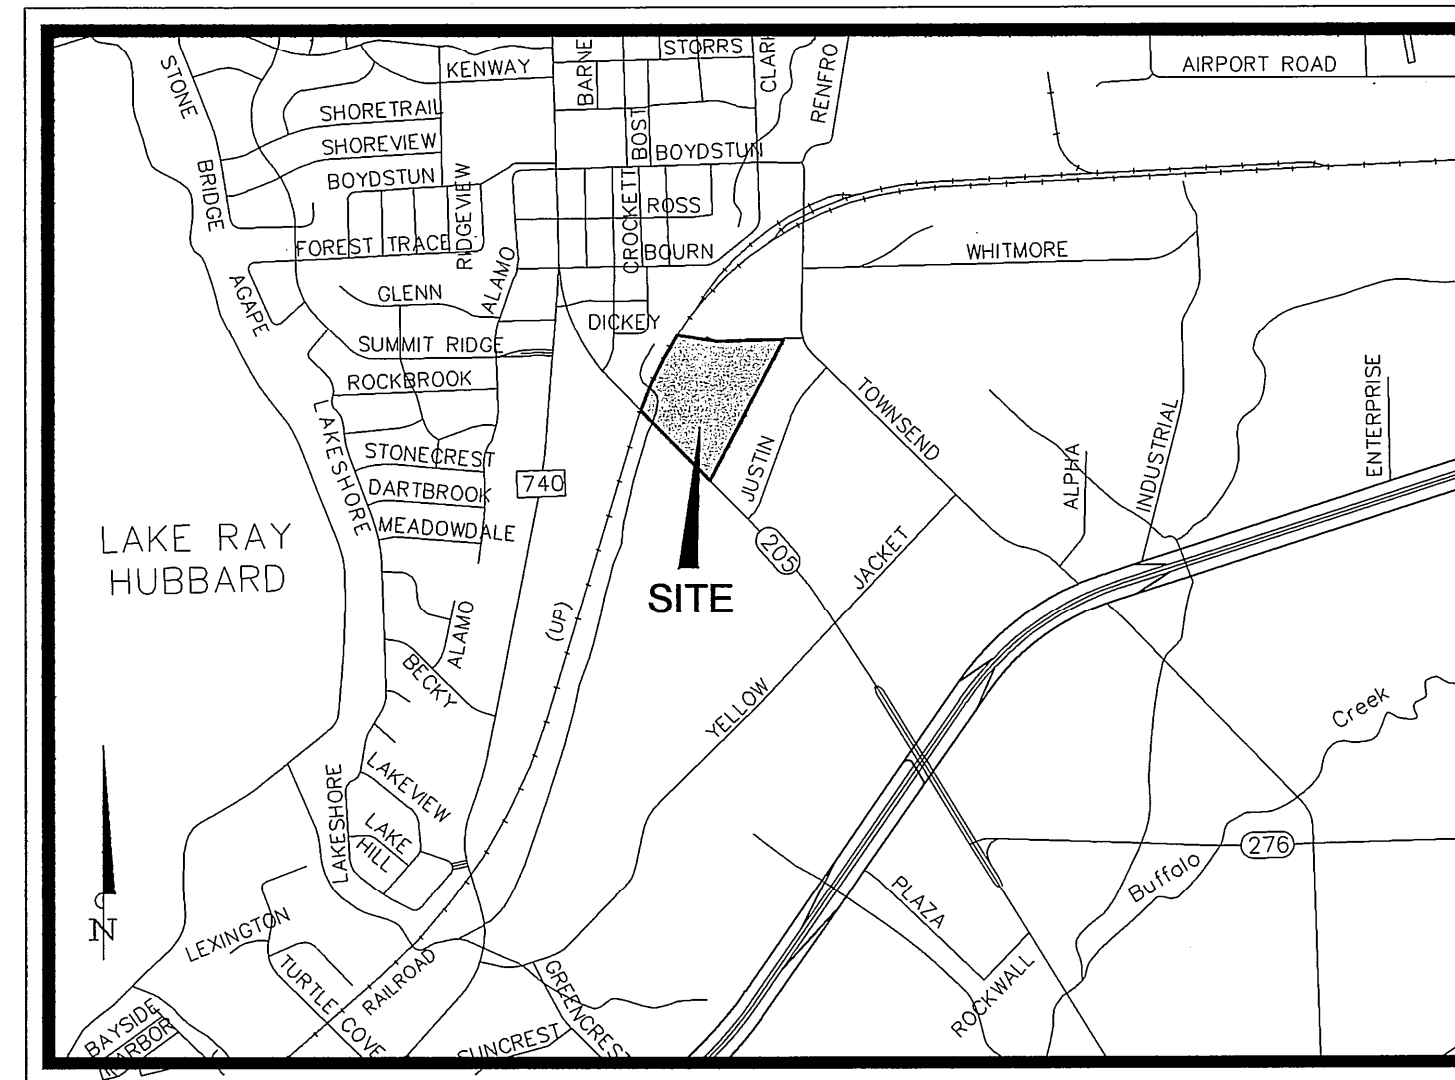 STORRS
CLARK
RENFRO
AIRPORT ROAD
STONE
KENWAY
BARNE
SHORETRAIL
SHOREVIEW
BOST
BOYDSTUN
BRIDGE
BOYDSTUN
RIDGEVIEW
CROCKETT
ROSS
FOREST TRACE
BOURN
WHITMORE
AGAPE
GLENN
ALAMO
DICKEY
SUMMIT RIDGE
ROCKBROOK
TOWNSEND
ENTERPRISE
LAKESHORE
STONECREST
DARTBROOK
MEADOWDALE
740
JUSTIN
ALPHA
INDUSTRIAL
LAKE RAY
HUBBARD
205
JACKET
SITE
(UP)
ALAMO
BECKY
YELLOW
Creek
LAKEVIEW
LAKESHORE
LAKE
HILL
276
Buffalo
PLAZA
N
LEXINGTON
TURTLE COVE
RAILROAD
GREENCREST
ROCKWALL
BAYSIDE
HARBOR
SUNCREST